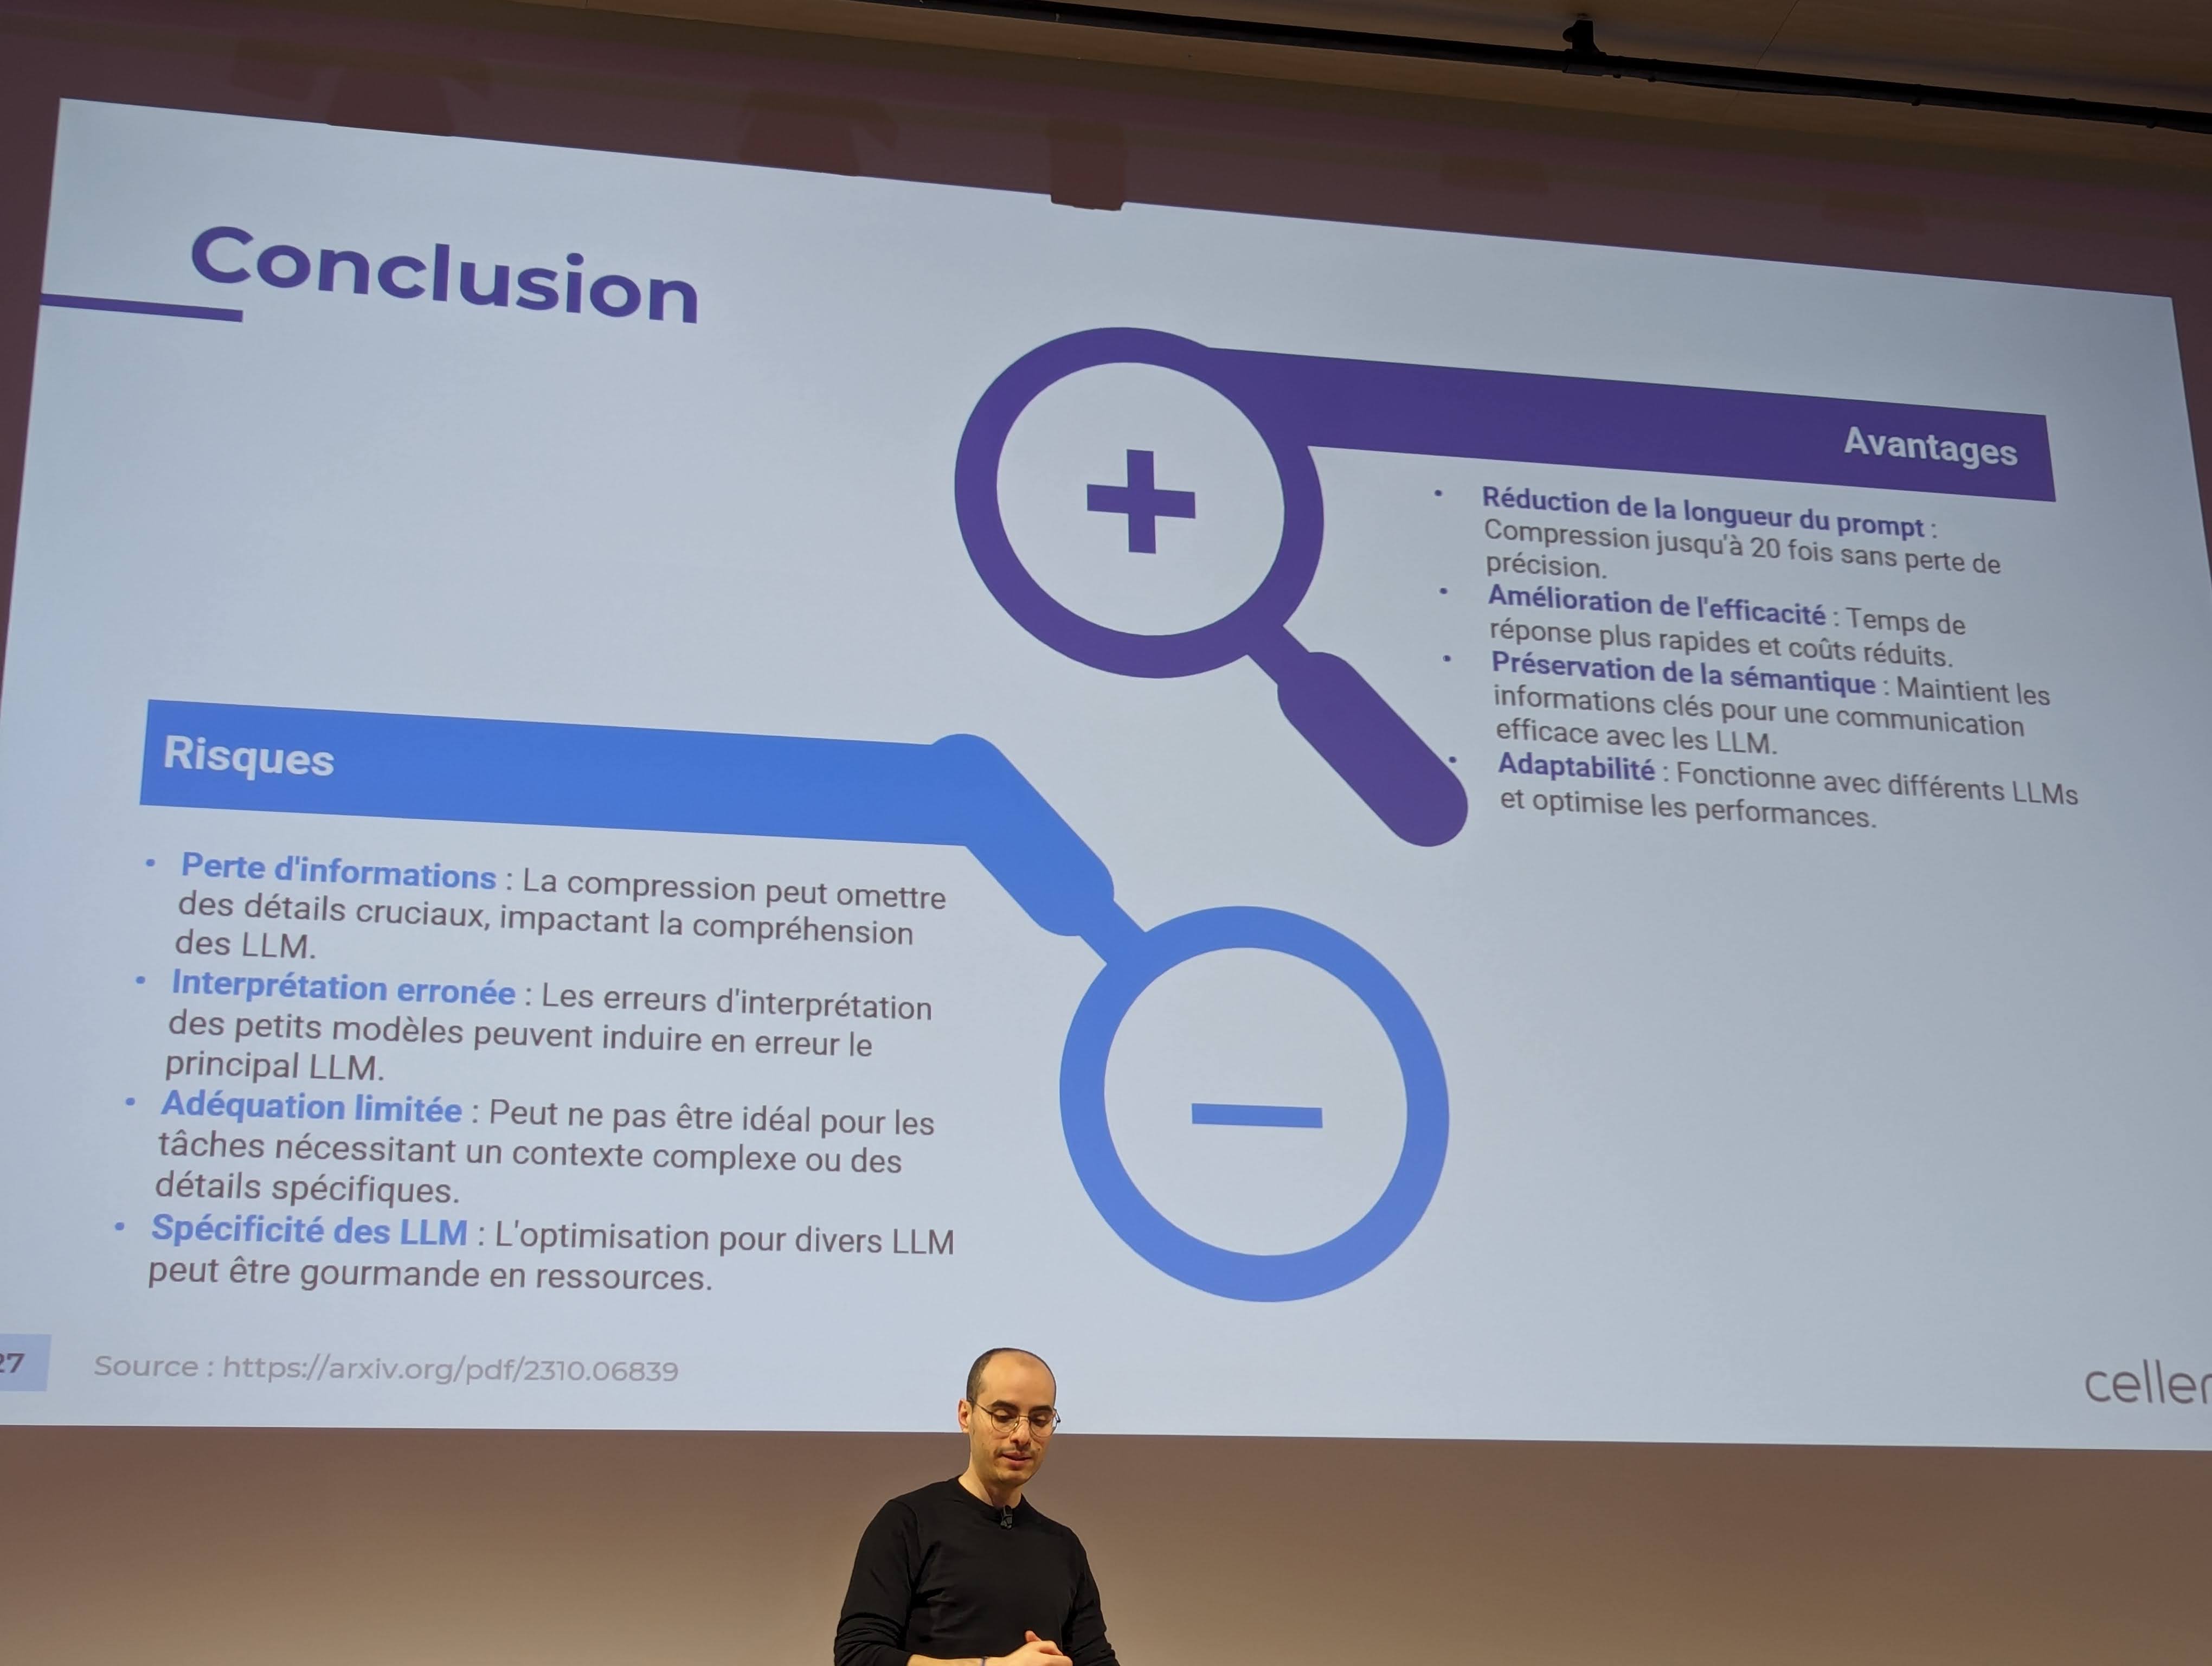 Conclusion
Avantages
• Réduction de la longueur du prompt :
Compression jusqu'à 20 fois sans perte de
précision.
• Amélioration de l'efficacité : Temps de
réponse plus rapides et coûts réduits.
• Préservation de la sémantique : Maintient les
informations clés pour une communication
efficace avec les LLM.
• Adaptabilité : Fonctionne avec différents LLMs
et optimise les performances.
Risques
• Perte d'informations : La compression peut omettre
des détails cruciaux, impactant la compréhension
des LLM.
• Interprétation erronée : Les erreurs d'interprétation
des petits modèles peuvent induire en erreur le
principal LLM.
• Adéquation limitée : Peut ne pas être idéal pour les
tâches nécessitant un contexte complexe ou des
détails spécifiques.
• Spécificité des LLM : L'optimisation pour divers LLM
peut être gourmande en ressources.
27
Source : https://arxiv.org/pdf/2310.06839